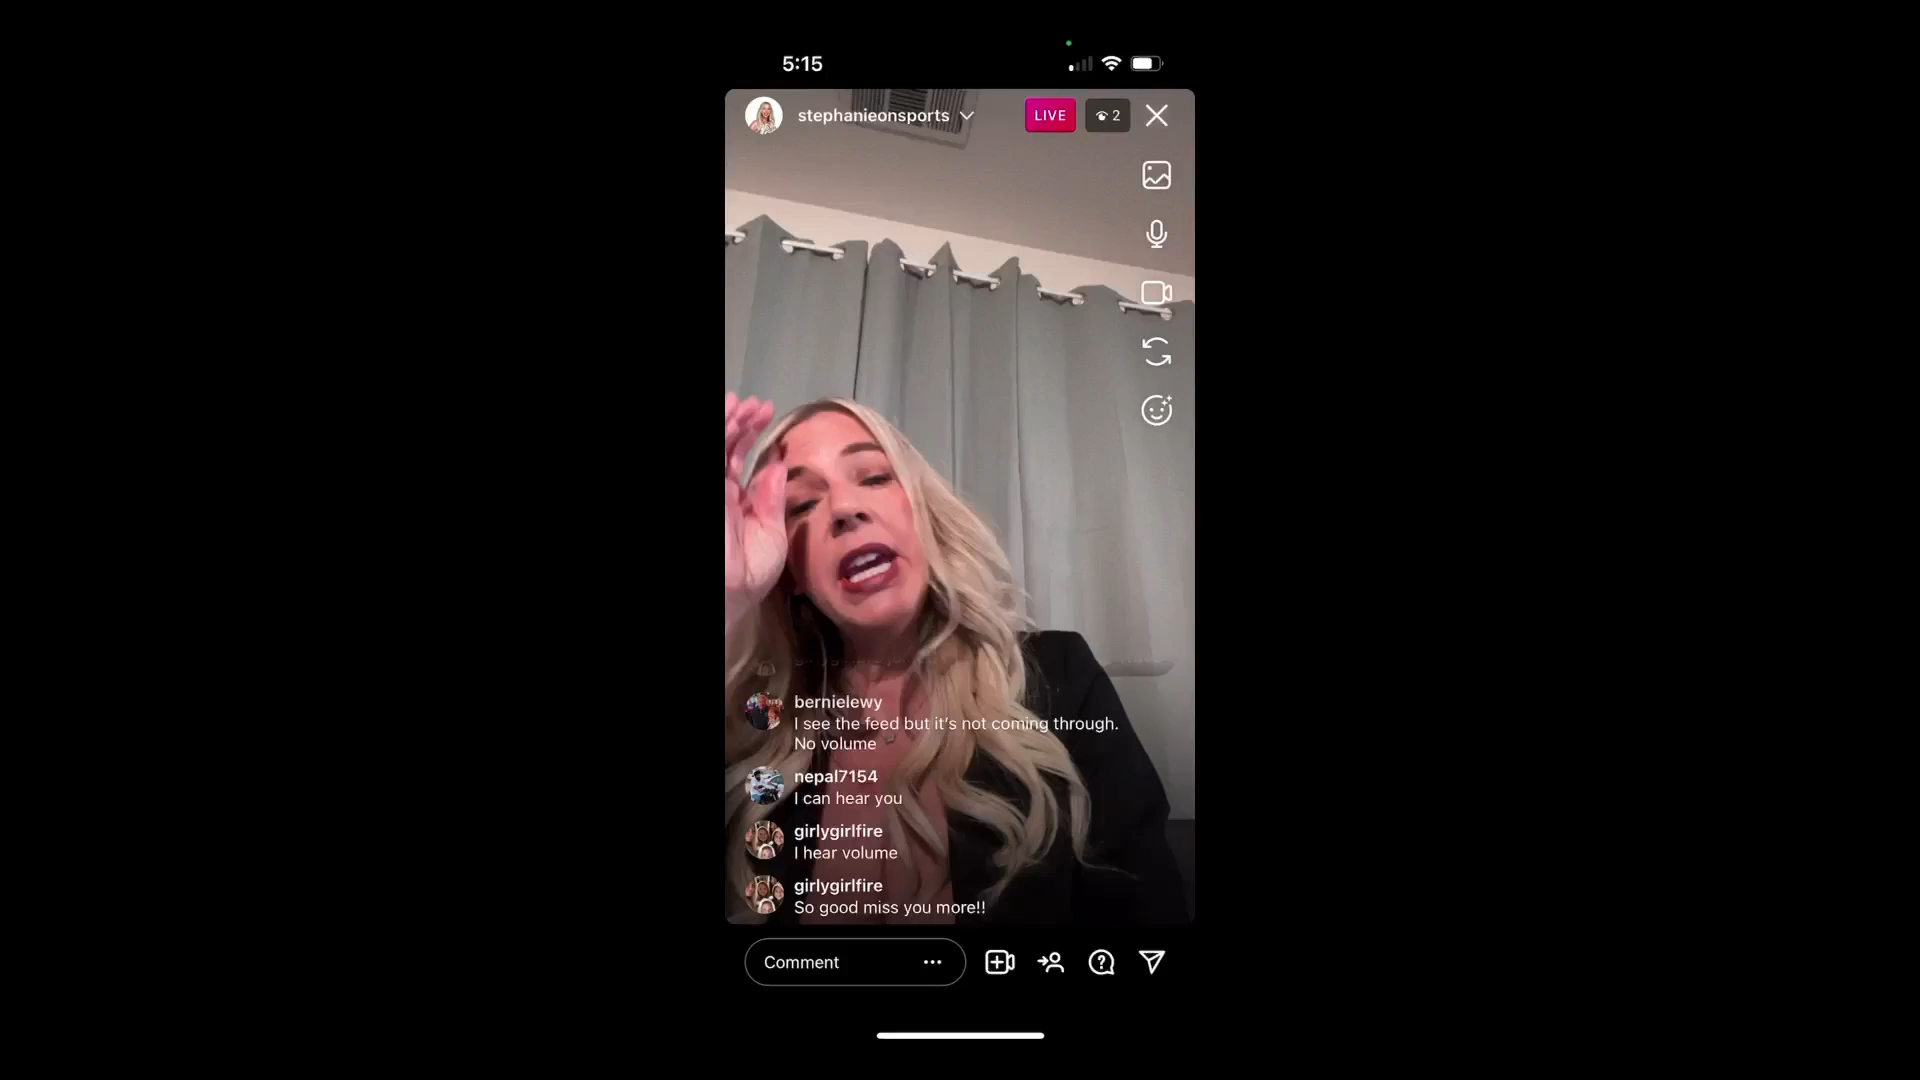 5:15
stephanieonsports
LIVE
2
bernielewy
I see the feed but it’s not coming through.
No volume
nepal7154
I can hear you
girlygirlfire
I hear volume
girlygirlfire
So good miss you more!!
Comment